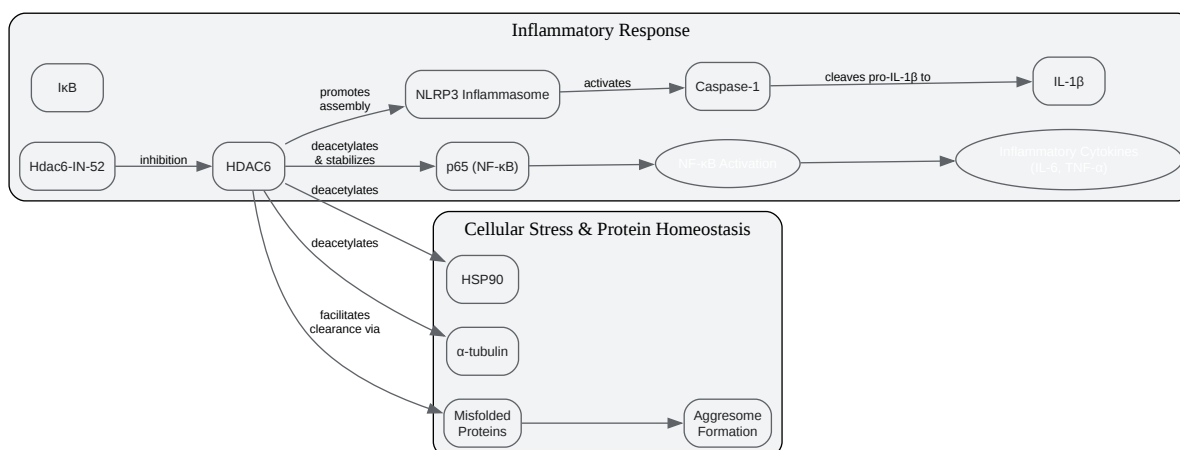 Inflammatory Response
IκB
NLRP3 Inflammasome
activates
Caspase-1
cleaves pro-IL-1β to
IL-1β
promotes
assembly
Hdac6-IN-52
inhibition
HDAC6
deacetylates
& stabilizes
p65 (NF-κB)
NF-κB Activation
Inflammatory Cytokines
(IL-6, TNF-α)
deacetylates
Cellular Stress & Protein Homeostasis
deacetylates
HSP90
facilitates
clearance via
α-tubulin
Misfolded
Proteins
Aggresome
Formation